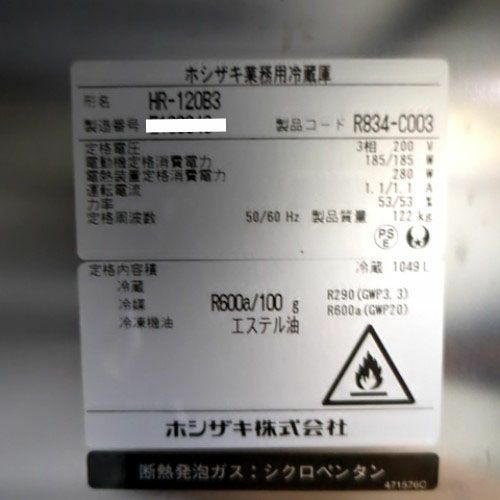 ホシザキ業務用冷蔵庫
形名 HR-120B3
製造番号 製品コード R834-C003
定格電圧 3相 200 V
電動機定格消費電力 185/185 W
電熱装置定格消費電力 280 W
運転電流 1.1/1.1 A
力率 53/53 %
定格周波数 50/60 Hz 製品質量 122 kg
PS
E
定格内容積 冷蔵 1049 L
冷蔵
冷媒 R600a/100 g R290(GWP3.3)
R600a(GWP20)
冷凍機油 エステル油
ホシザキ株式会社
断熱発泡ガス：シクロペンタン
471576C